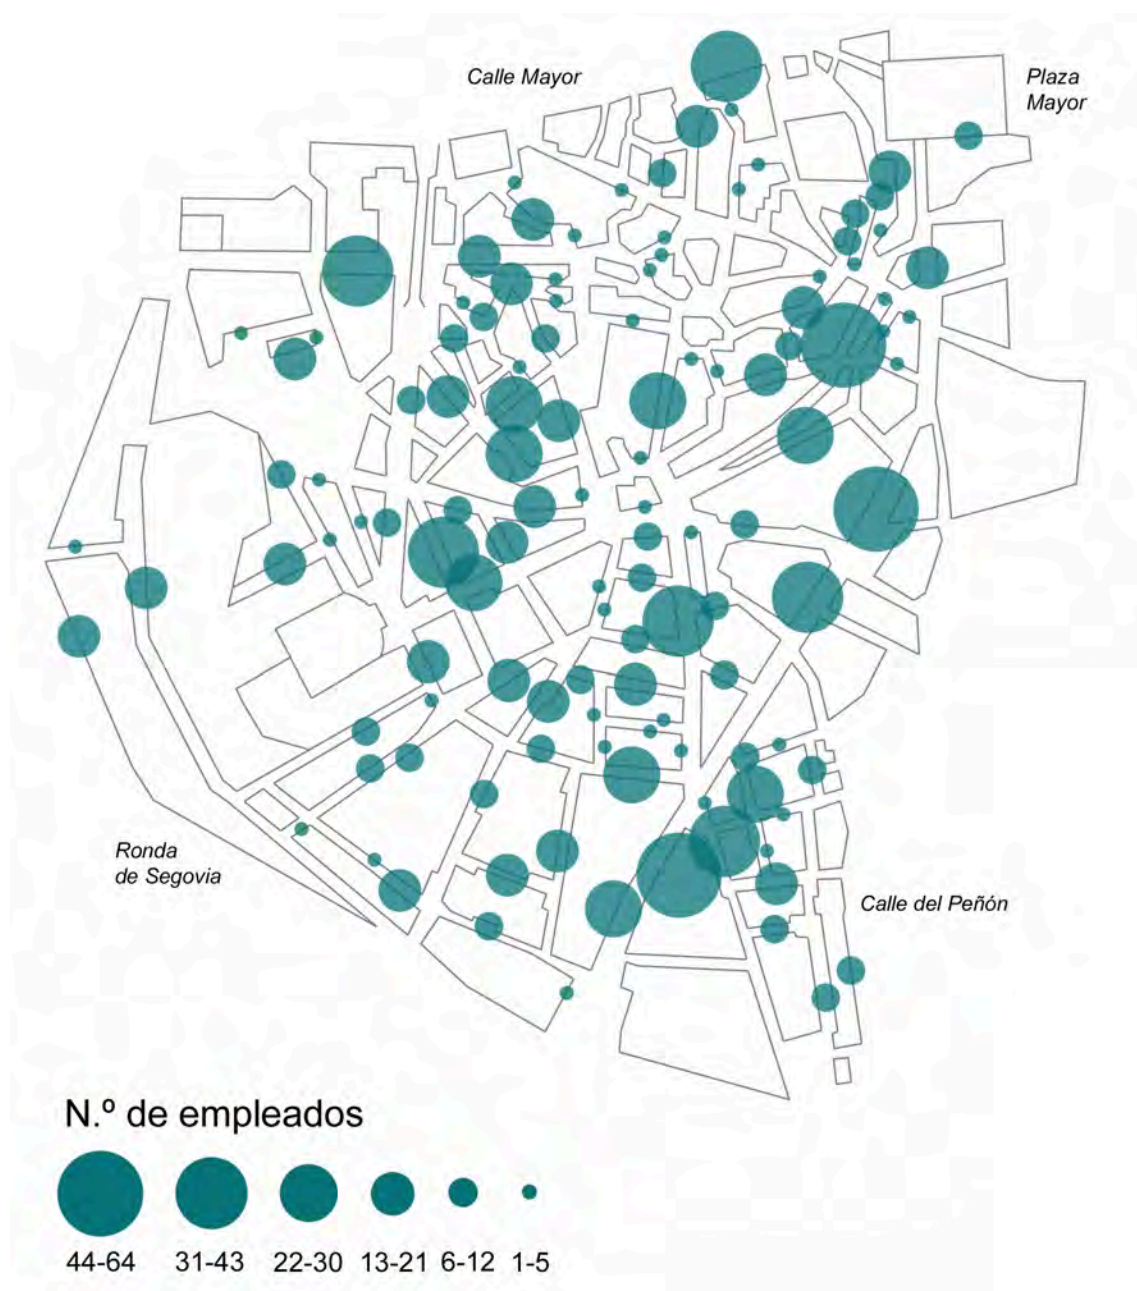 Calle Mayor
Plaza
Mayor
Ronda
de Segovia
Calle del Peñón
N.º de empleados
44-64 31-43 22-30 13-21 6-12 1-5